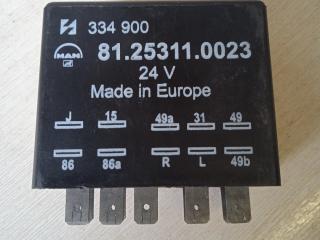 334 900
MAN 81.25311.0023
24 V
Made in Europe
J 15 49a 31 49
86 86a R L 49b